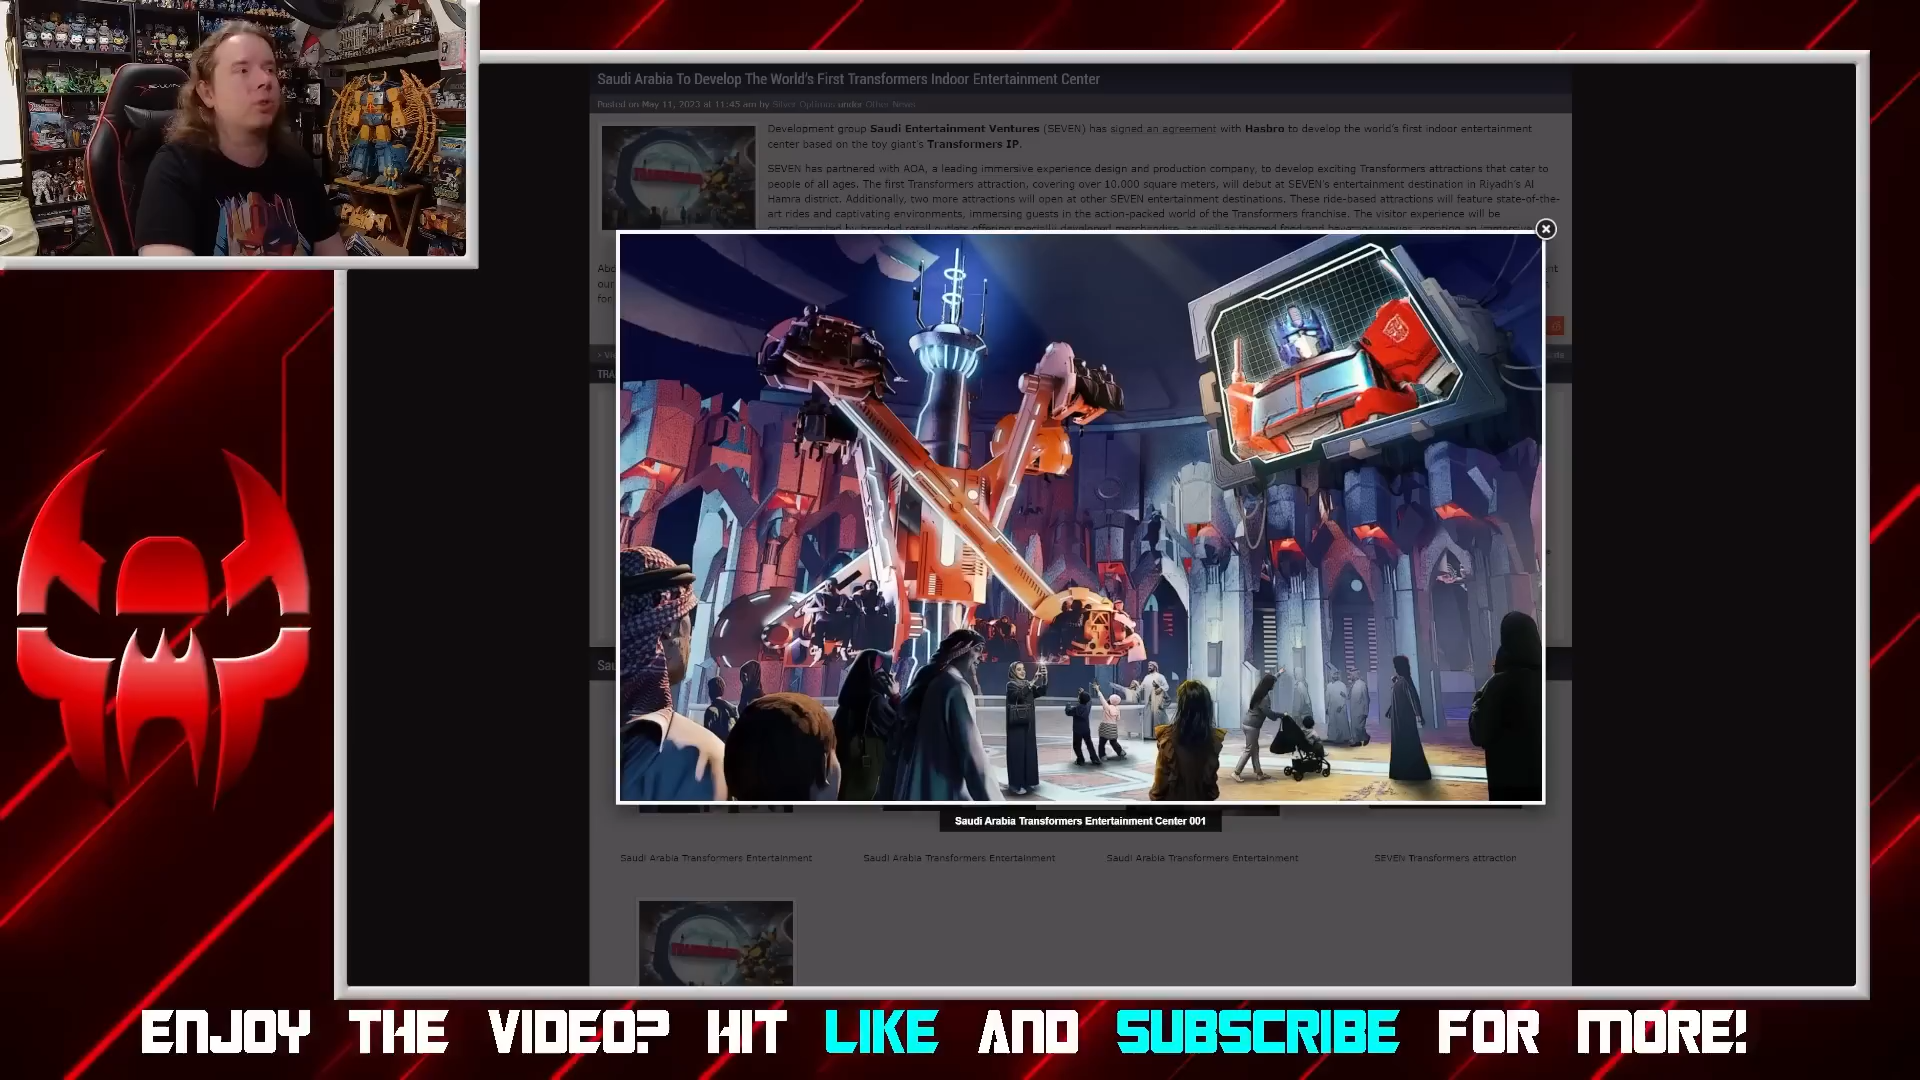 Saudi Arabia To Develop The World's First Transformers Indoor Entertainment Center
Posted on May 11, 2023 at 11:45 am by Silver Optimus under Other News
Development group Saudi Entertainment Ventures (SEVEN) has signed an agreement with Hasbro to develop the world's first indoor entertainment
center based on the toy giant's Transformers IP.
SEVEN has partnered with AOA, a leading immersive experience design and production company, to develop exciting Transformers attractions that cater to
people of all ages. The first Transformers attraction, covering over 10,000 square meters, will debut at SEVEN's entertainment destination in Riyadh's Al
Hamra district. Additionally, two more attractions will open at other SEVEN entertainment destinations. These ride-based attractions will feature state-of-the-
art rides and captivating environments, immersing guests in the action-packed world of the Transformers franchise. The visitor experience will be
our
for
TRA
Saudi Arabia Transformers Entertainment Center 001
Saudi Arabia Transformers Entertainment
Saudi Arabia Transformers Entertainment
Saudi Arabia Transformers Entertainment
SEVEN Transformers attraction
TRANSFORMERS
ENJOY THE VIDEO? HIT LIKE AND SUBSCRIBE FOR MORE!